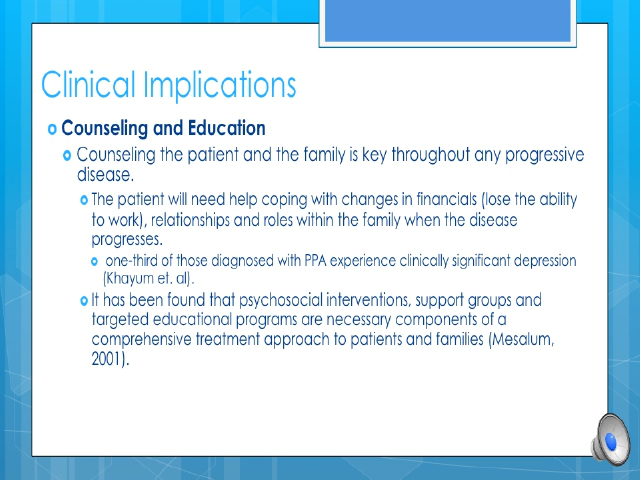 Clinical Implications
Counseling and Education
Counseling the patient and the family is key throughout any progressive
disease.
The patient will need help coping with changes in financials (lose the ability
to work), relationships and roles within the family when the disease
progresses.
one-third of those diagnosed with PPA experience clinically significant depression
(Khayum et. al).
It has been found that psychosocial interventions, support groups and
targeted educational programs are necessary components of a
comprehensive treatment approach to patients and families (Mesalum,
2001).